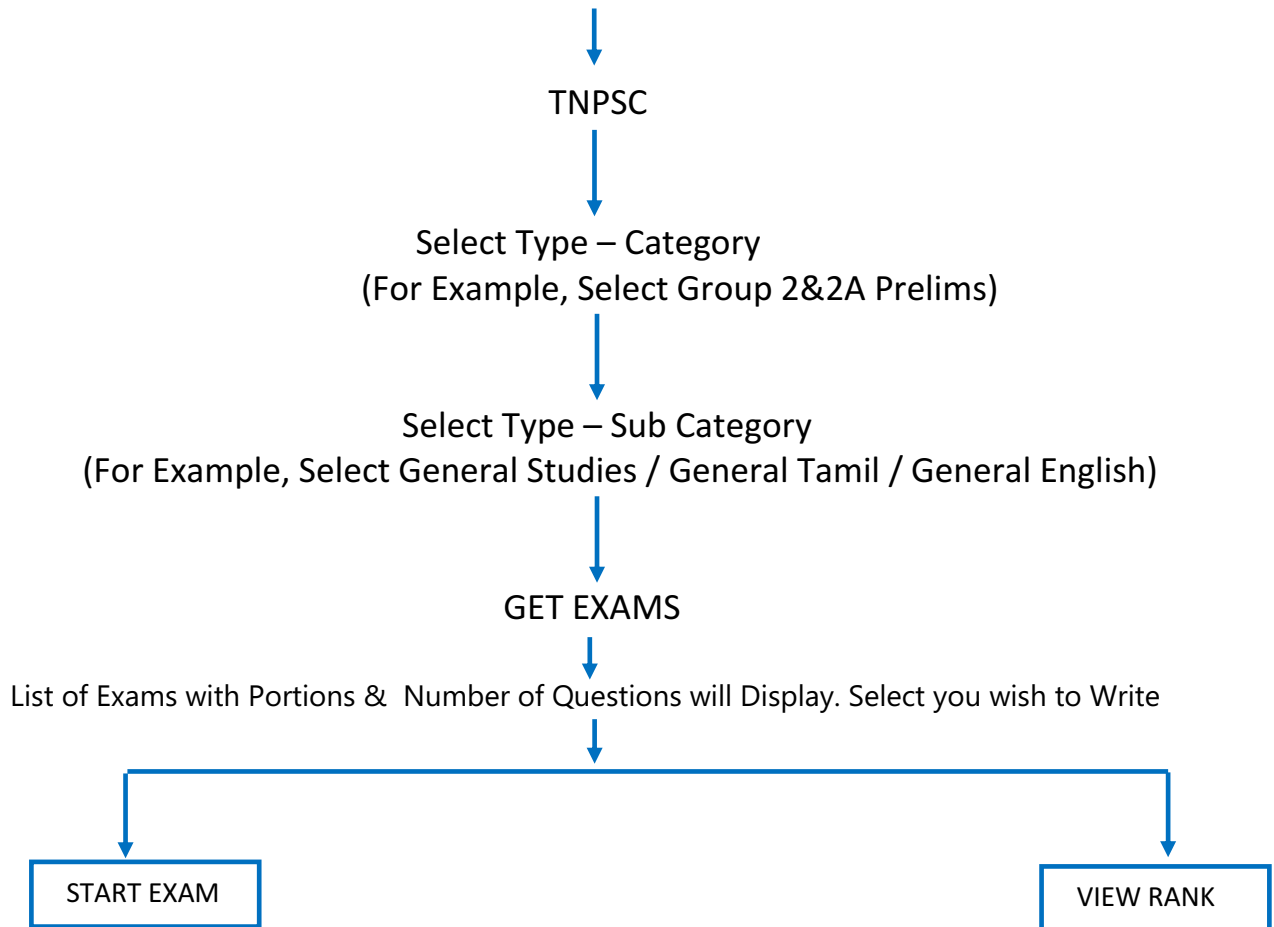 TNPSC
Select Type – Category
(For Example, Select Group 2&2A Prelims)
Select Type – Sub Category
(For Example, Select General Studies / General Tamil / General English)
GET EXAMS
List of Exams with Portions & Number of Questions will Display. Select you wish to Write
START EXAM
VIEW RANK